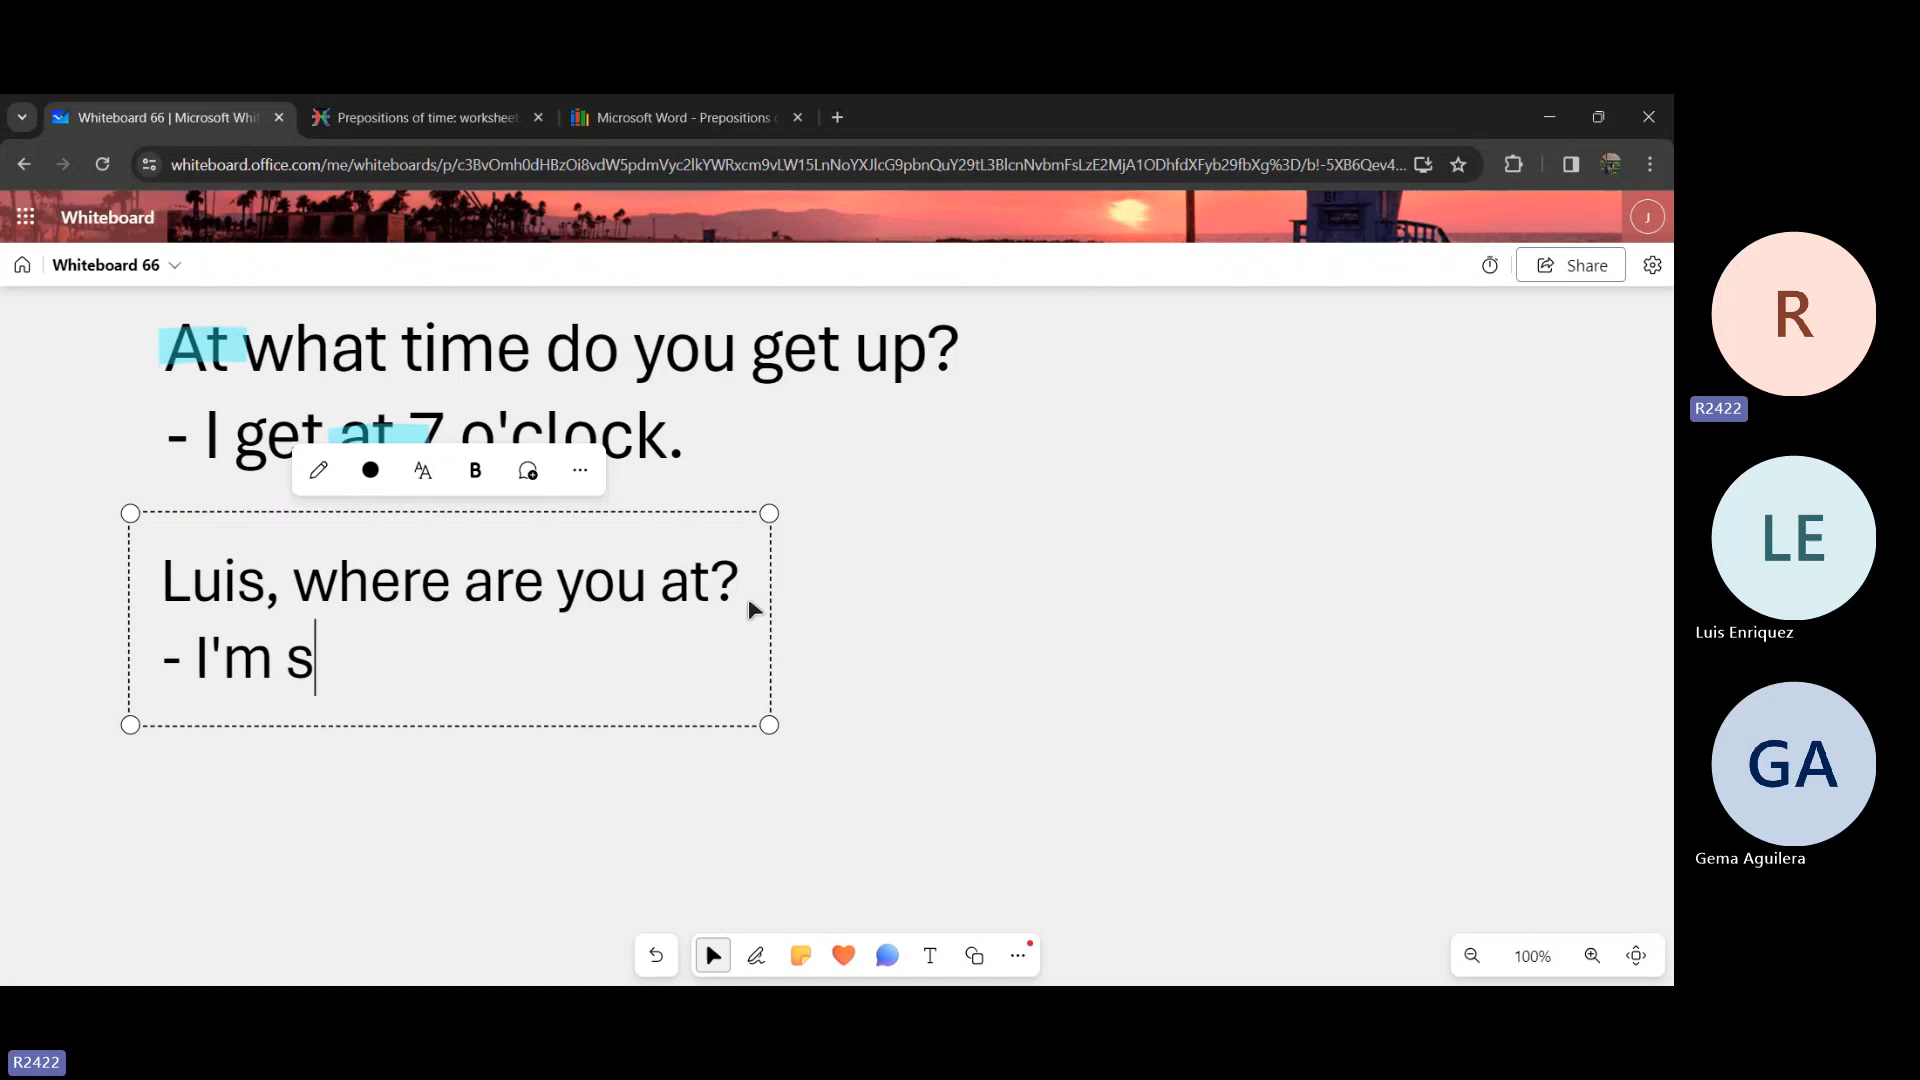 Whiteboard 66 | Microsoft Whi
Prepositions of time: worksheet
Microsoft Word - Prepositions
whiteboard.office.com/me/whiteboards/p/c3BvOmh0dHBzOi8vdW5pdmVyc2lkYWRxcm9vLW15LnNoYXJlcG9pbnQuY29tL3BlcnNvbmFsLzE2MjA1ODhfdXFyb29fbXg%3D/b!-5XB6Qev4...
Whiteboard
J
Whiteboard 66
Share
At what time do you get up?
- I get at 7 o'clock.
B
Luis, where are you at?
- I'm s
100%
R
R2422
LE
Luis Enriquez
GA
Gema Aguilera
R2422